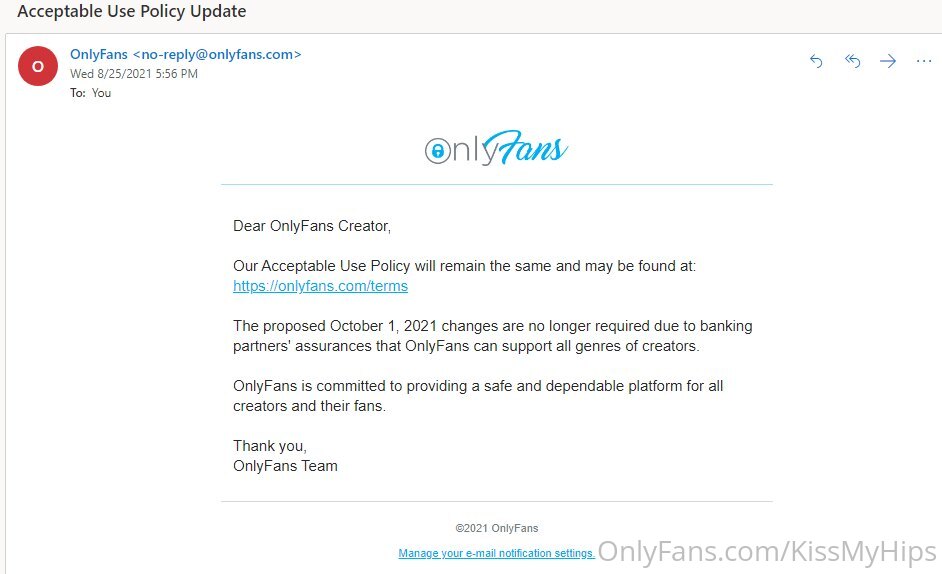 Acceptable Use Policy Update
O
OnlyFans <no-reply@onlyfans.com>
Wed 8/25/2021 5:56 PM
To: You
OnlyFans
Dear OnlyFans Creator,
Our Acceptable Use Policy will remain the same and may be found at:
https://onlyfans.com/terms
The proposed October 1, 2021 changes are no longer required due to banking
partners' assurances that OnlyFans can support all genres of creators.
OnlyFans is committed to providing a safe and dependable platform for all
creators and their fans.
Thank you,
OnlyFans Team
©2021 OnlyFans
Manage your e-mail notification settings.
OnlyFans.com/KissMyHips